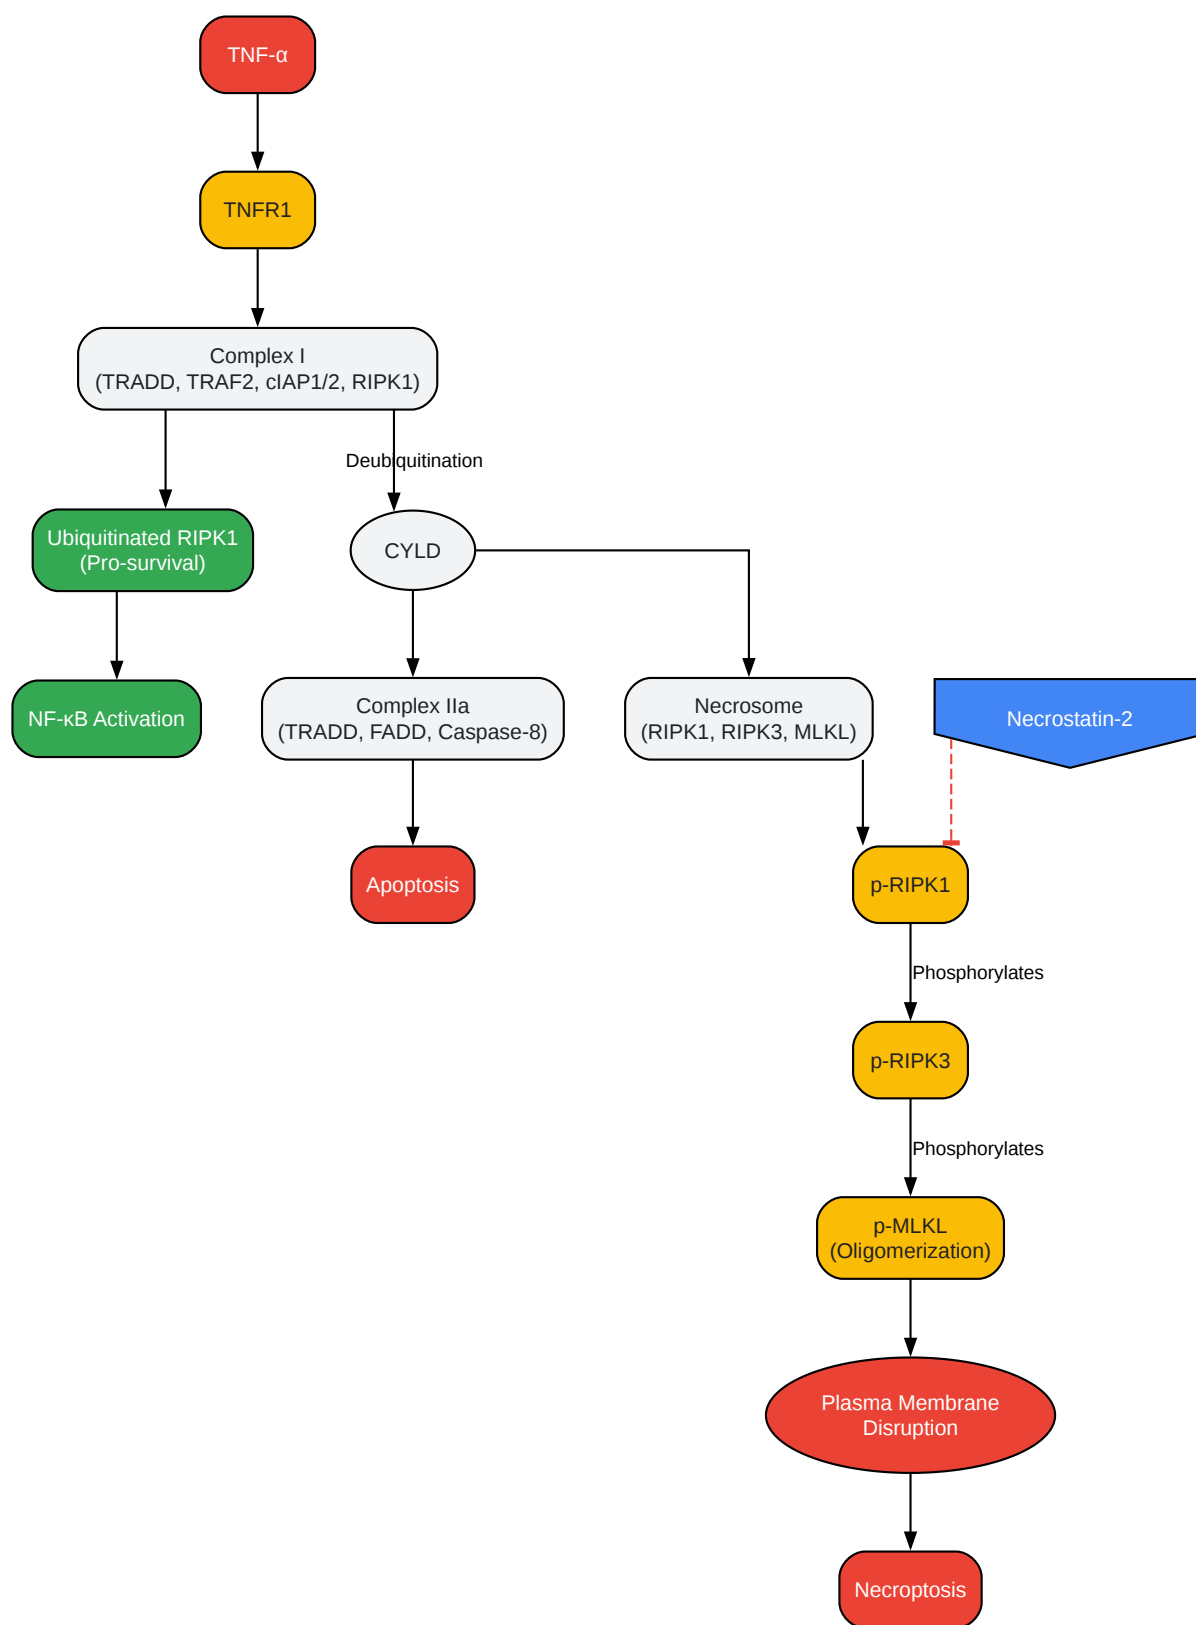 TNF-α
TNFR1
Complex I
(TRADD, TRAF2, cIAP1/2, RIPK1)
Deubiquitination
Ubiquitinated RIPK1
(Pro-survival)
CYLD
NF-κB Activation
Complex IIa
(TRADD, FADD, Caspase-8)
Necrosome
(RIPK1, RIPK3, MLKL)
Necrostatin-2
Apoptosis
p-RIPK1
Phosphorylates
p-RIPK3
Phosphorylates
p-MLKL
(Oligomerization)
Plasma Membrane
Disruption
Necroptosis